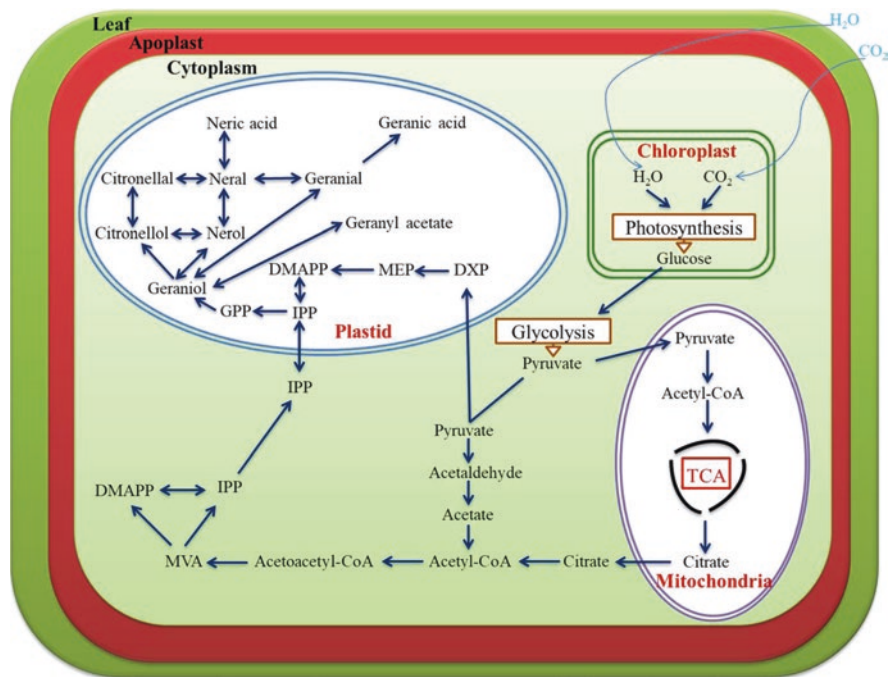 Leaf
H₂O
Apoplast
CO₂
Cytoplasm
Neric acid
Geranic acid
Chloroplast
Citronellal
Neral
Geranial
H₂O
CO₂
Citronellol
Nerol
Geranyl acetate
Photosynthesis
Glucose
Geraniol
DMAPP
MEP
DXP
GPP
IPP
Plastid
Glycolysis
Pyruvate
Pyruvate
IPP
Acetyl-CoA
Pyruvate
Acetaldehyde
TCA
DMAPP
IPP
Acetate
MVA
Acetoacetyl-CoA
Acetyl-CoA
Citrate
Citrate
Mitochondria